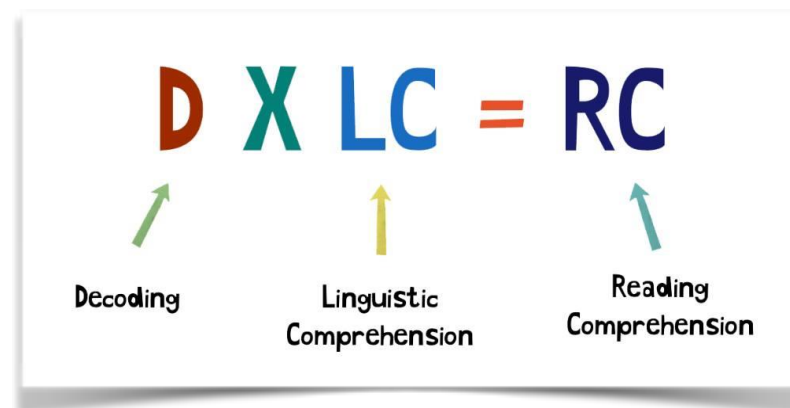 D X LC = RC
Decoding
Linguistic
Comprehension
Reading
Comprehension